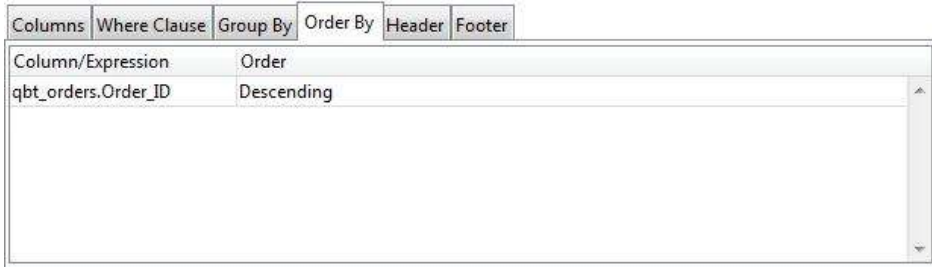 Columns Where Clause Group By Order By Header Footer
Column/Expression Order
qbt_orders.Order_ID Descending